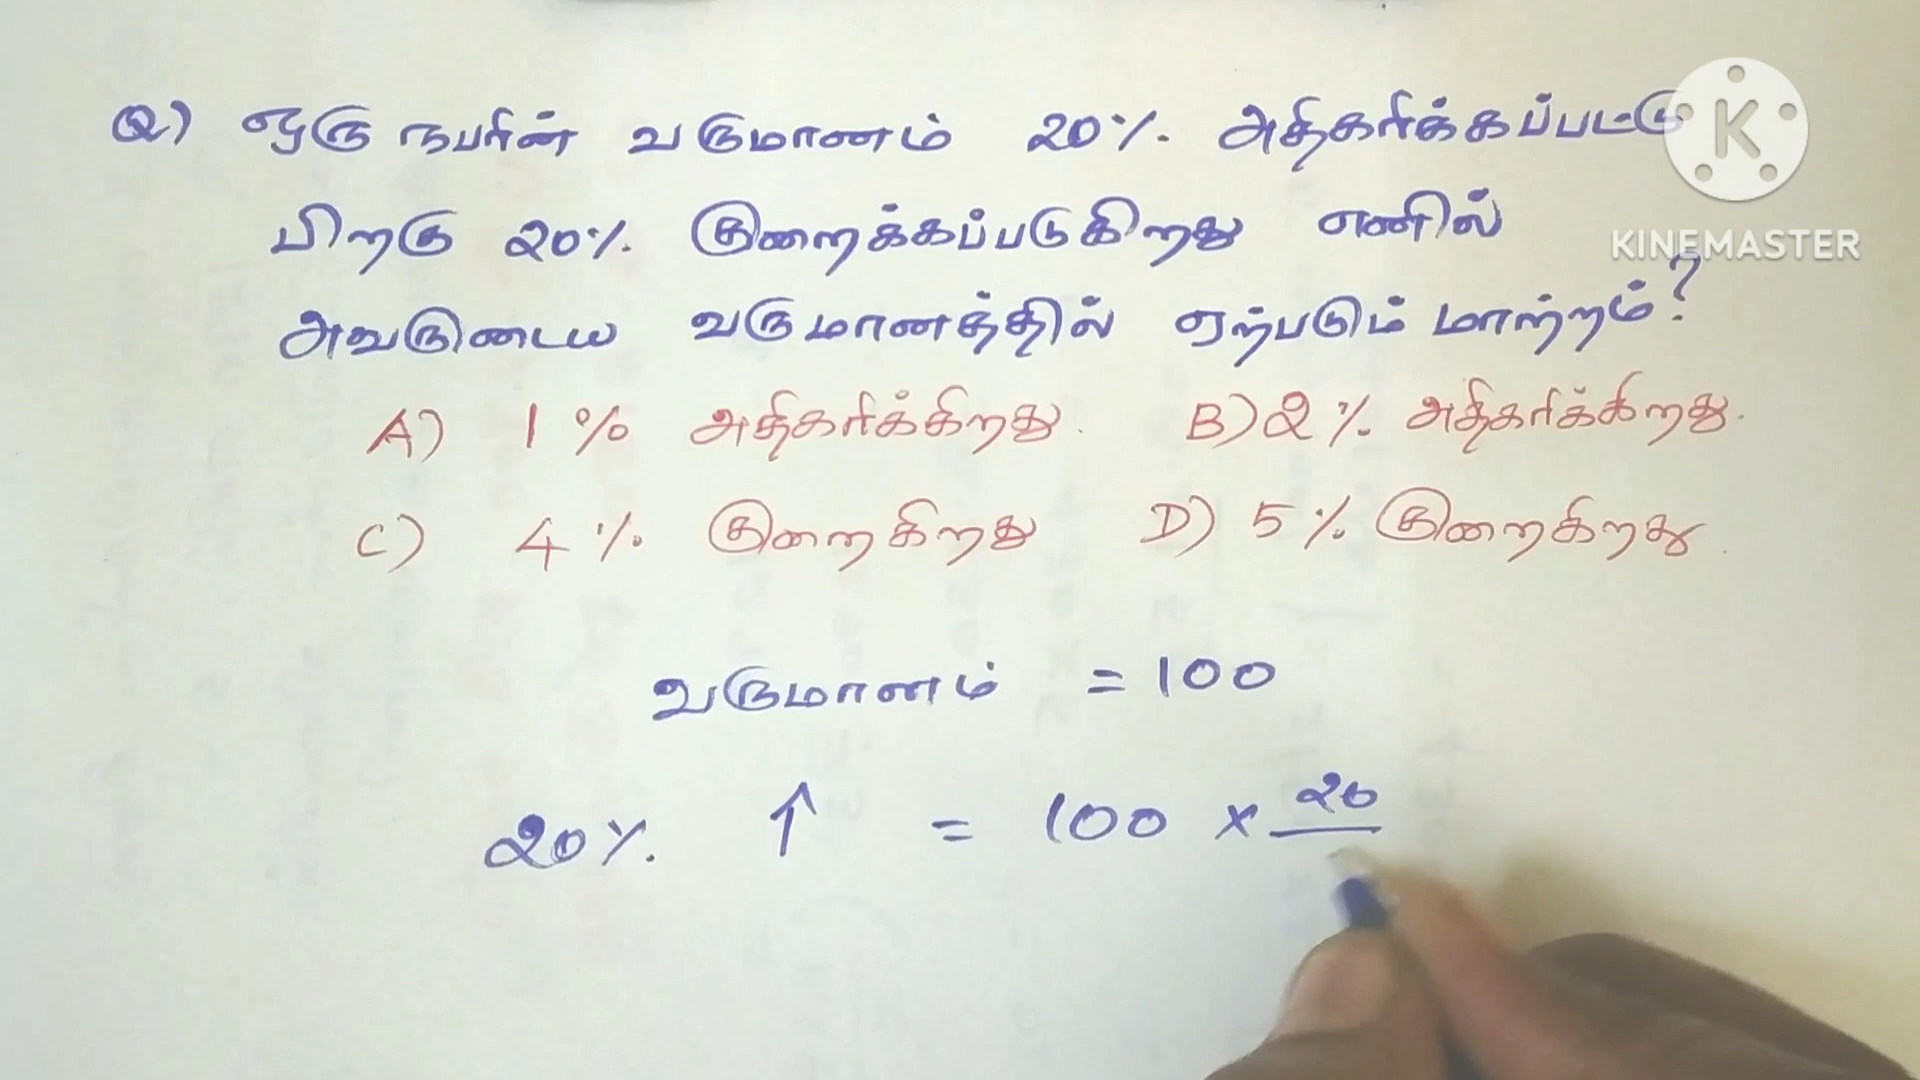 Q) ஒரு நபரின் வருமாணம் 20% அதிகரிக்கப்பட்டு
பிறகு 20% குறைக்கப்படுகிறது எணில்
அவருடைய வருமானத்தில் ஏற்படும் மாற்றம்?
A) 1% அதிகரிக்கிறது. B) 2% அதிகரிக்கிறது.
C) 4% குறைகிறது D) 5% குறைகிறது.
வருமானம் = 100
20% ↑ = 100 × 20
K
KINEMASTER